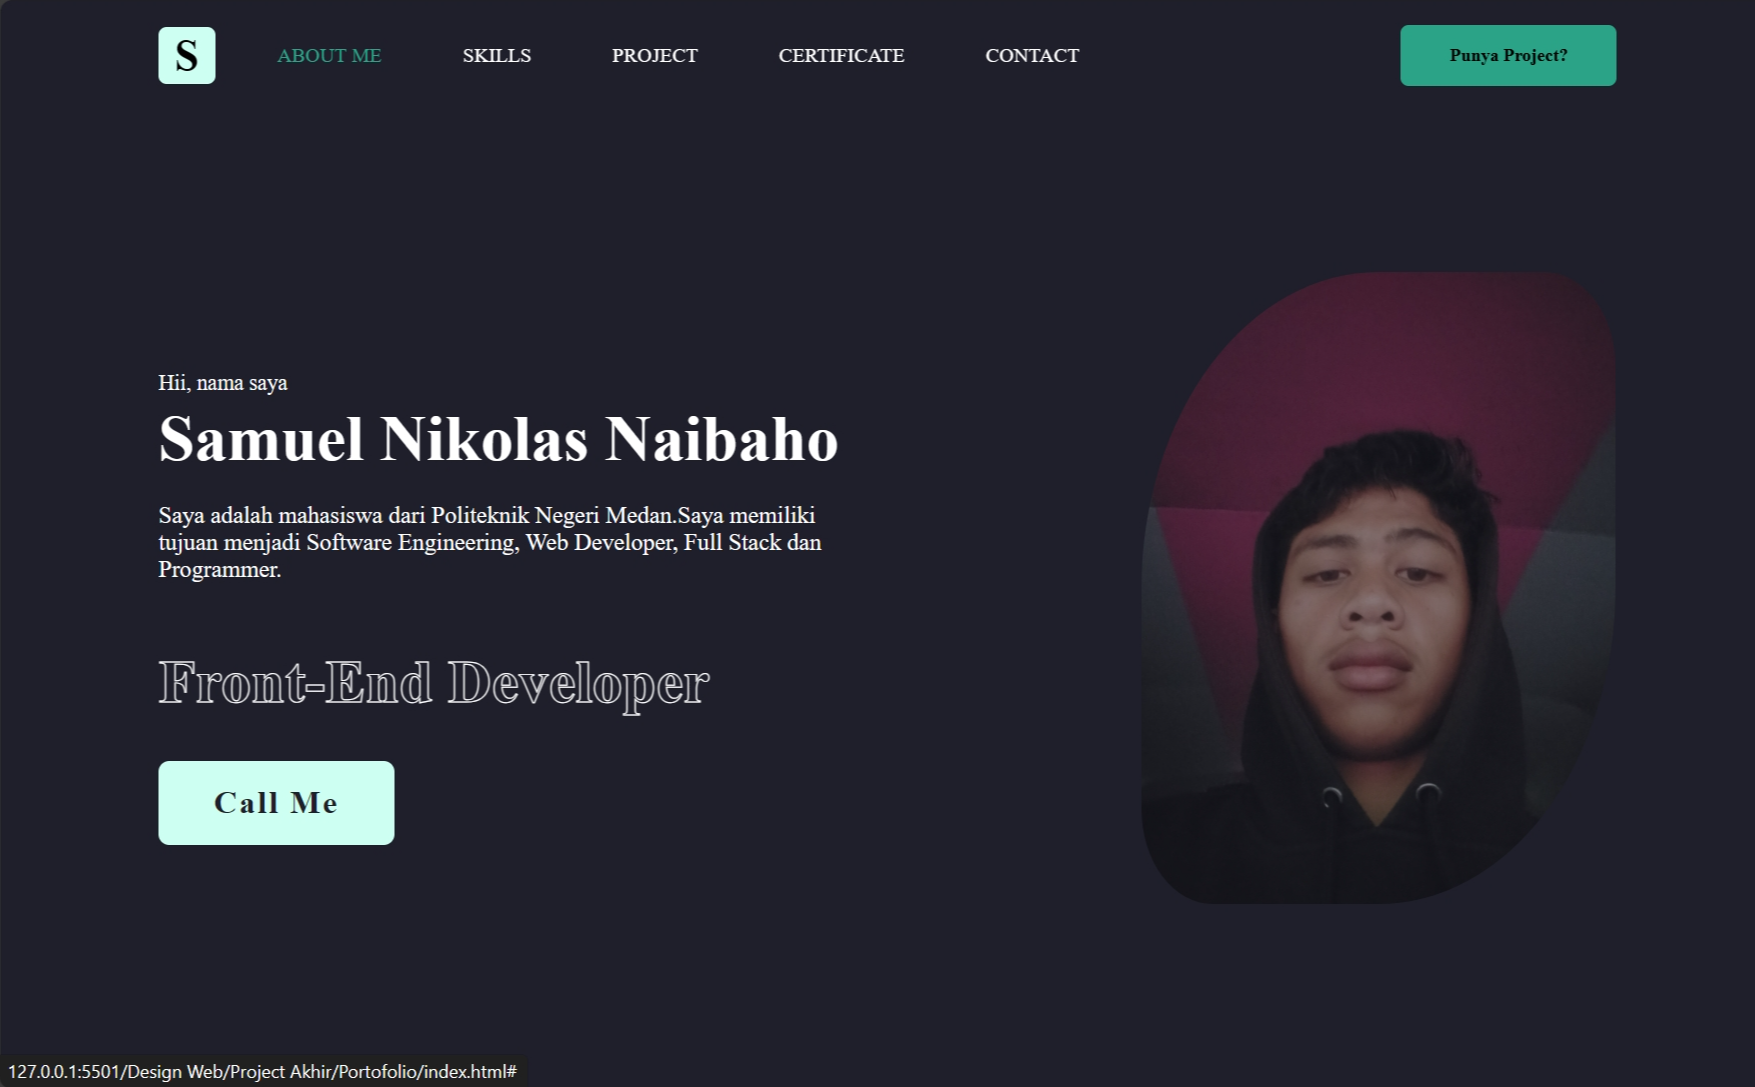 S
ABOUT ME
SKILLS
PROJECT
CERTIFICATE
CONTACT
Punya Project?
Hii, nama saya
Samuel Nikolas Naibaho
Saya adalah mahasiswa dari Politeknik Negeri Medan.Saya memiliki
tujuan menjadi Software Engineering, Web Developer, Full Stack dan
Programmer.
Front-End Developer
Call Me
127.0.0.1:5501/Design Web/Project Akhir/Portofolio/index.html#